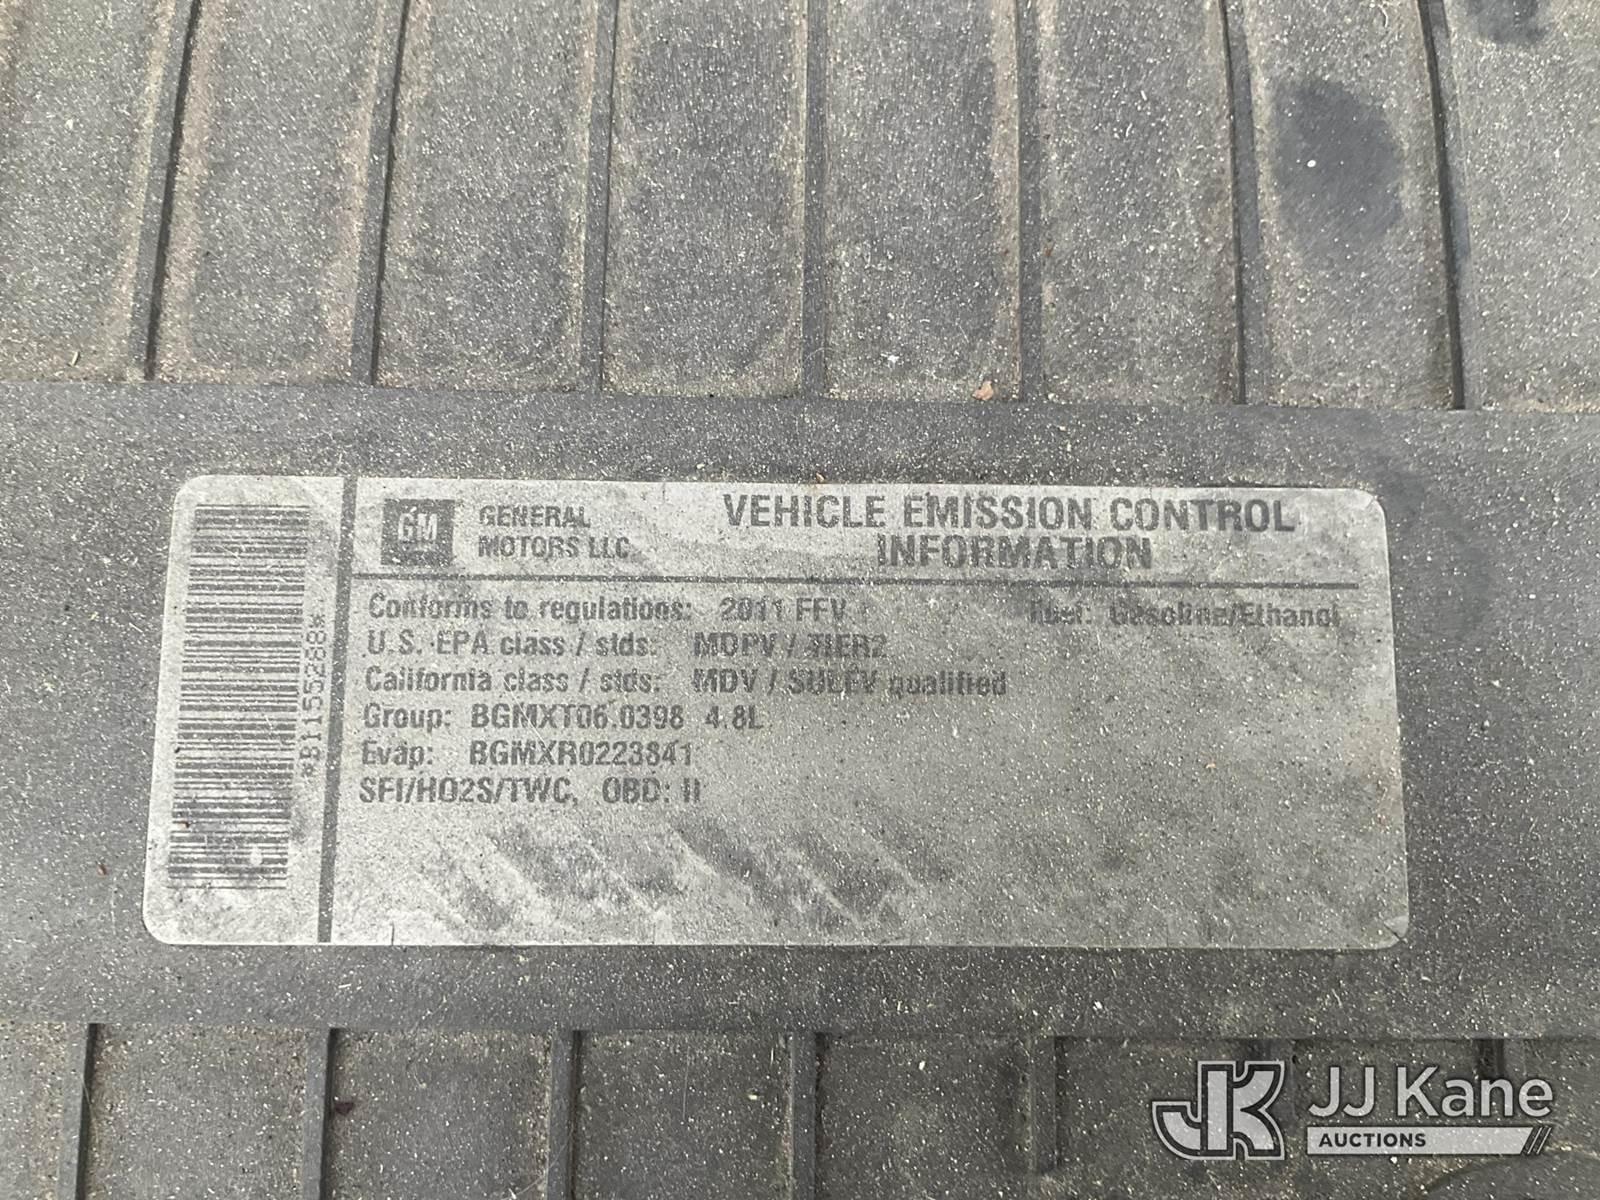 GM GENERAL MOTORS LLC
VEHICLE EMISSION CONTROL
INFORMATION
Conforms to regulations: 2011 FFV Fuel: Gasoline/Ethanol
U.S. EPA class / stds: MDPV / TIER2
California class / stds: MDV / SULEV qualified
Group: BGMXT06.0398 4.8L
Evap: BGMXR0223841
SFI/HO2S/TWC, OBD: II
*B1155288*
JK JJ Kane
AUCTIONS